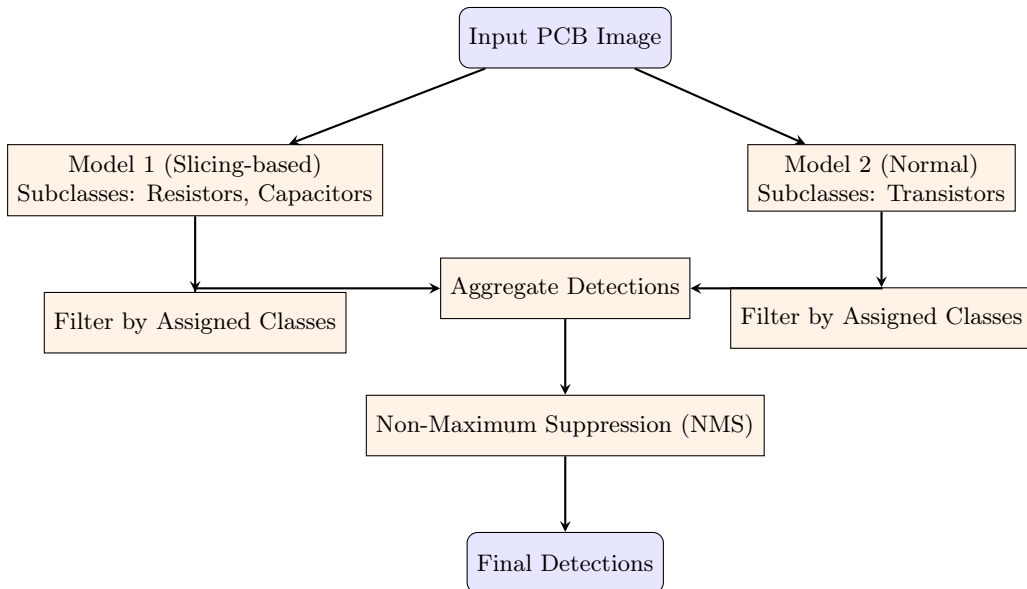 Input PCB Image
Model 1 (Slicing-based)
Subclasses: Resistors, Capacitors
Model 2 (Normal)
Subclasses: Transistors
Aggregate Detections
Filter by Assigned Classes
Filter by Assigned Classes
Non-Maximum Suppression (NMS)
Final Detections